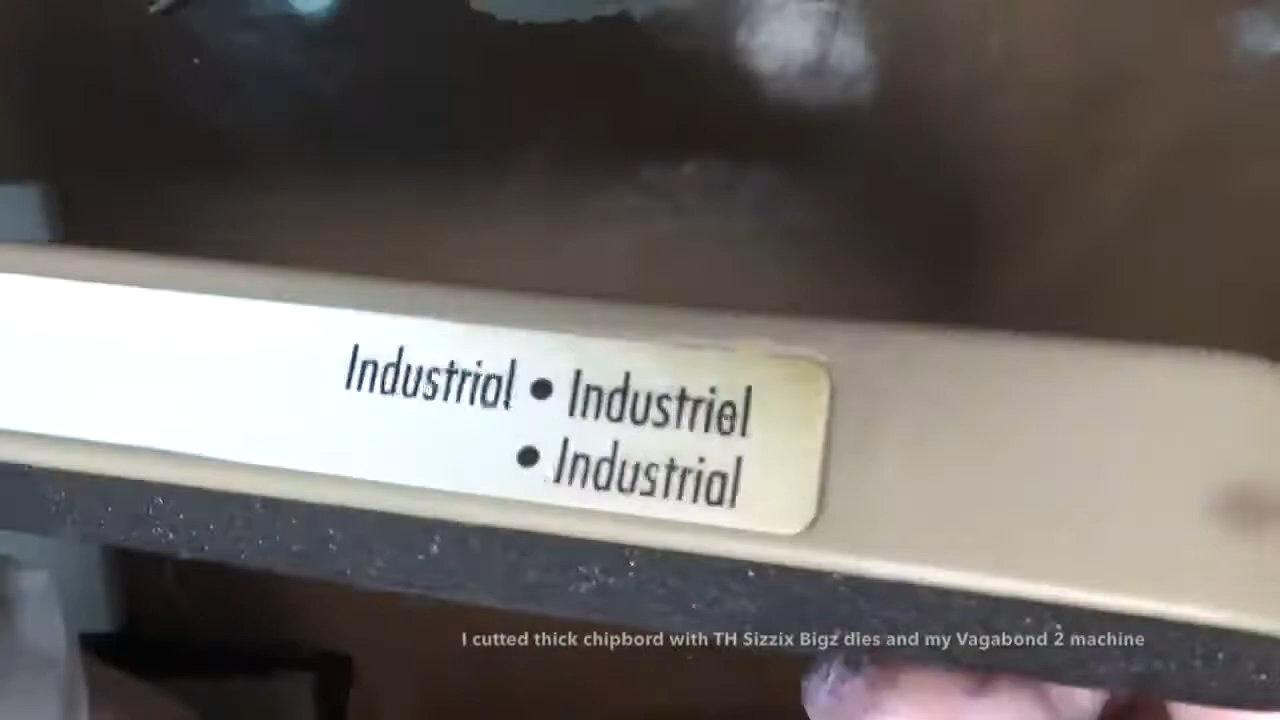 Industrial • Industriel
• Industrial
I cutted thick chipbord with TH Sizzix Bigz dies and my Vagabond 2 machine